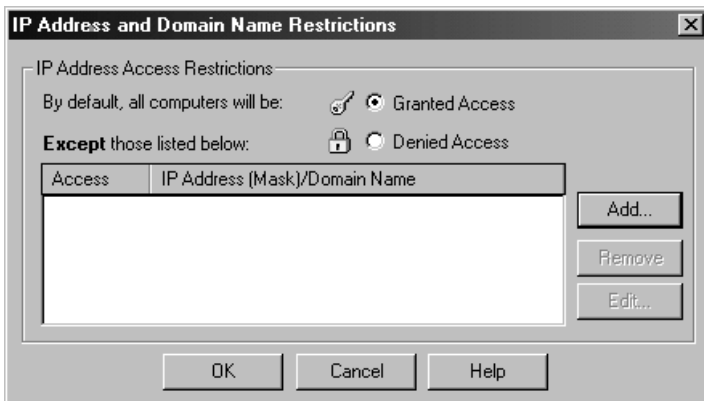 IP Address and Domain Name Restrictions
IP Address Access Restrictions
By default, all computers will be:
Granted Access
Except those listed below:
Denied Access
Access
IP Address (Mask)/Domain Name
Add...
Remove
Edit...
OK
Cancel
Help